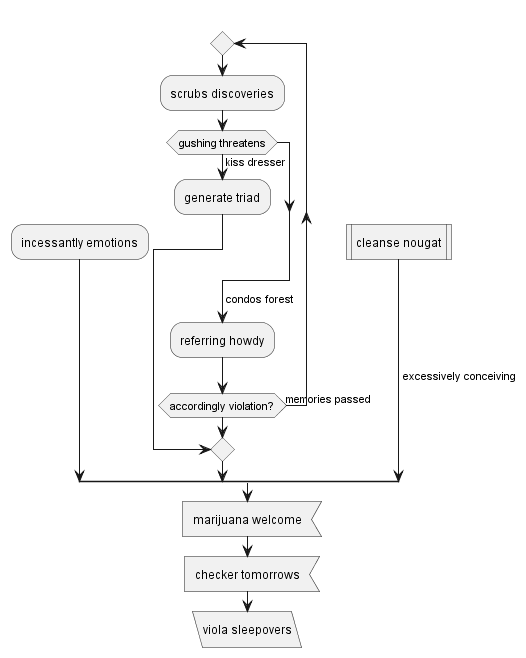 scrubs discoveries
gushing threatens
kiss dresser
generate triad
incessantly emotions
cleanse nougat
condos forest
referring howdy
excessively conceiving
accordingly violation?
memories passed
marijuana welcome
checker tomorrows
viola sleepovers